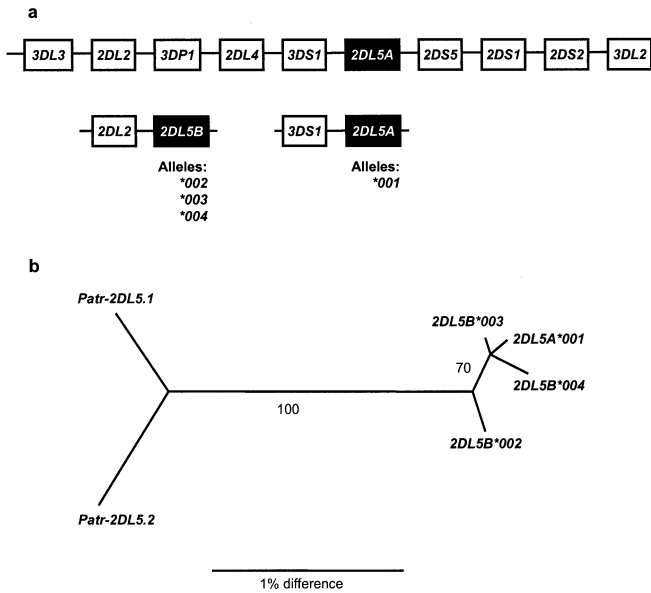 a
3DL3 2DL2 3DP1 2DL4 3DS1 2DL5A 2DS5 2DS1 2DS2 3DL2
2DL2 2DL5B 3DS1 2DL5A
Alleles: Alleles:
*002 *001
*003
*004
b
Patr-2DL5.1
2DL5B*003
2DL5A*001
70
2DL5B*004
100
2DL5B*002
Patr-2DL5.2
1% difference